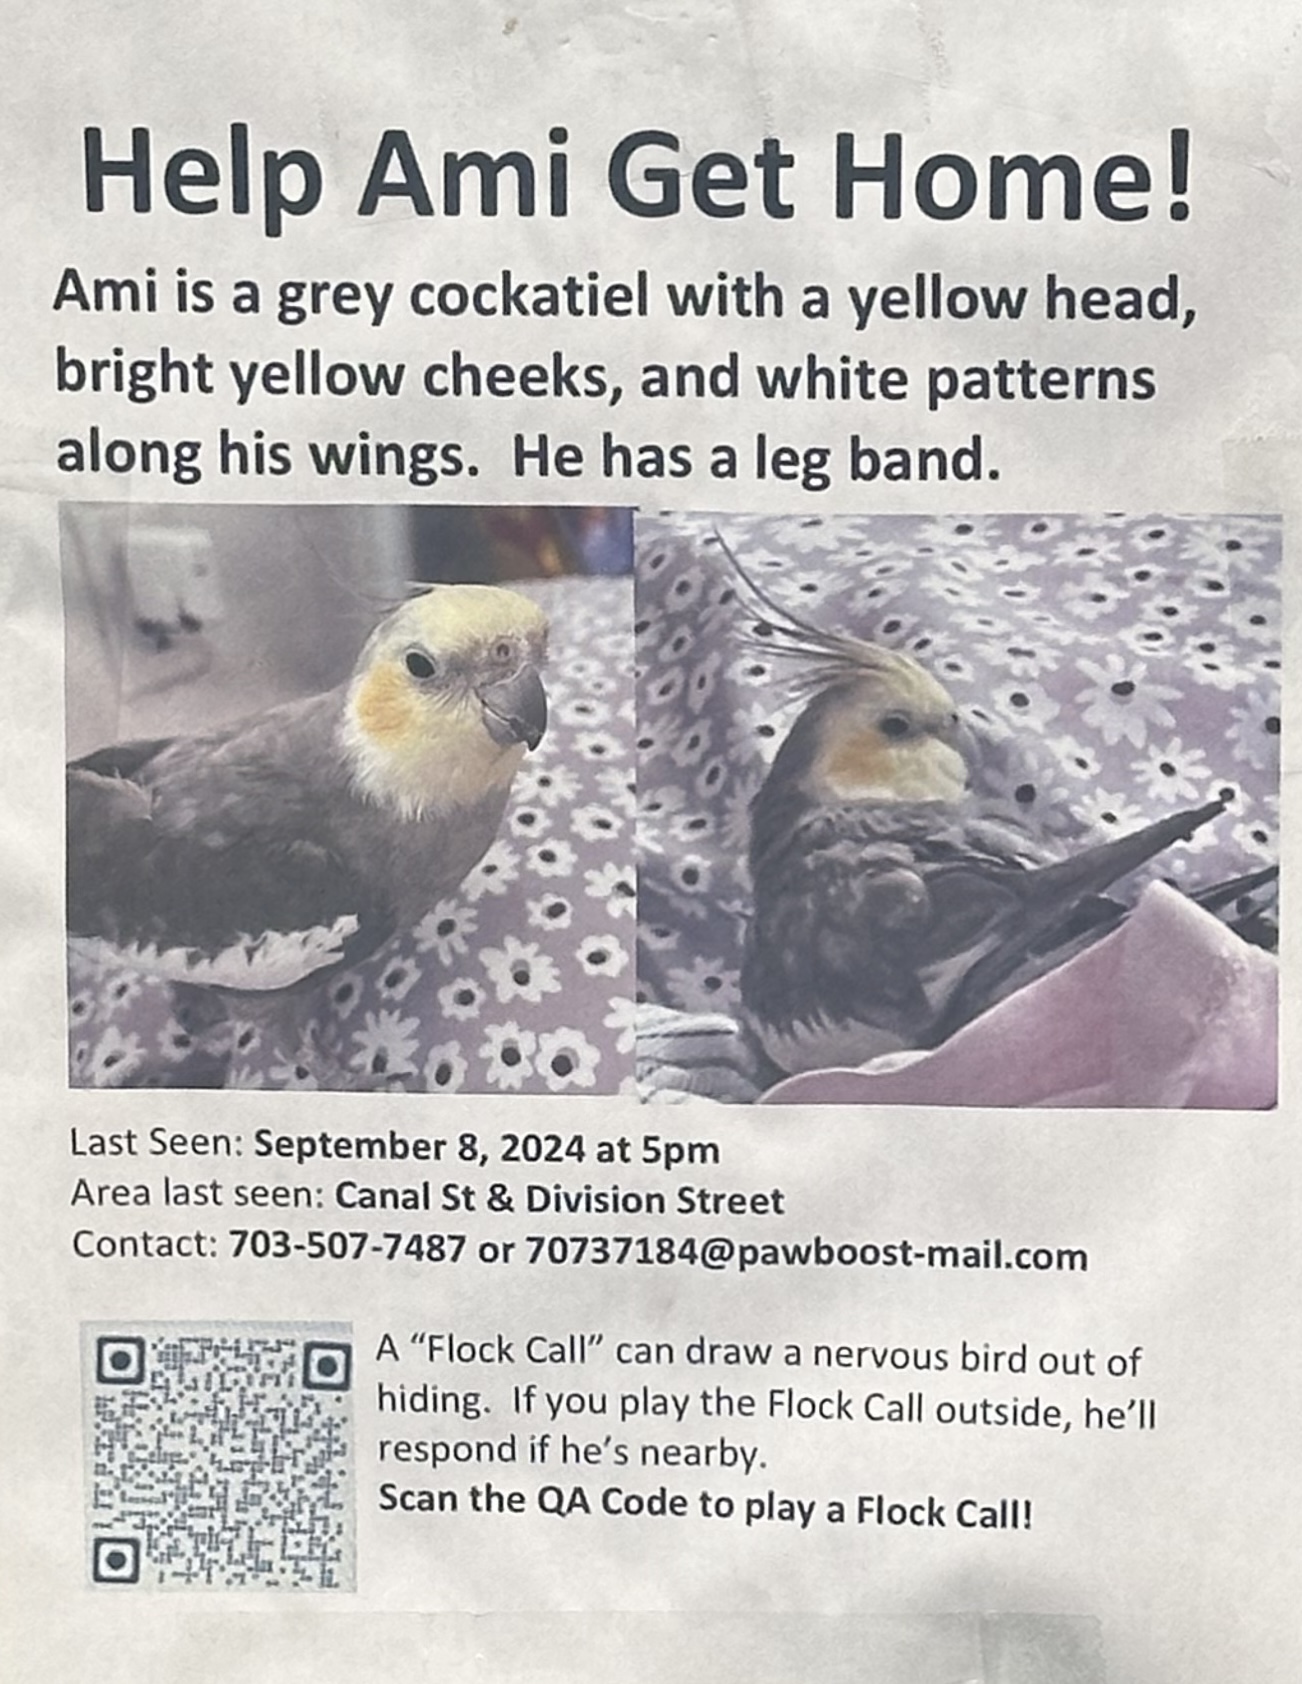 Help Ami Get Home!
Ami is a grey cockatiel with a yellow head,
bright yellow cheeks, and white patterns
along his wings.  He has a leg band.
Last Seen: September 8, 2024 at 5pm
Area last seen: Canal St & Division Street
Contact: 703-507-7487 or 70737184@pawboost-mail.com
A “Flock Call” can draw a nervous bird out of
hiding.  If you play the Flock Call outside, he’ll
respond if he’s nearby.
Scan the QA Code to play a Flock Call!